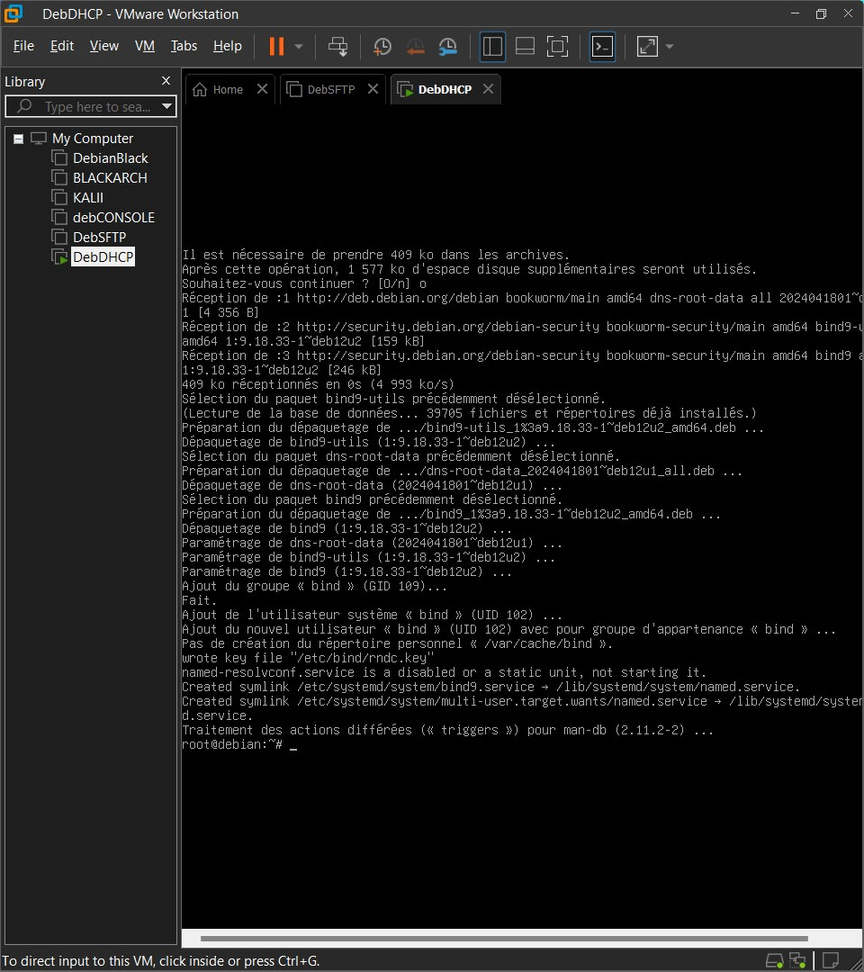 DebDHCP - VMware Workstation
File Edit View VM Tabs Help
Library
Type here to sea...
My Computer
DebianBlack
BLACKARCH
KALII
debCONSOLE
DebSFTP
DebDHCP
Home DebSFTP DebDHCP
Il est nécessaire de prendre 409 ko dans les archives.
Après cette opération, 1 577 ko d'espace disque supplémentaires seront utilisés.
Souhaitez-vous continuer ? [O/n] o
Réception de :1 http://deb.debian.org/debian bookworm/main amd64 dns-root-data all 2024041801~
1 [4 356 B]
Réception de :2 http://security.debian.org/debian-security bookworm-security/main amd64 bind9-
amd64 1:9.18.33-1~deb12u2 [159 kB]
Réception de :3 http://security.debian.org/debian-security bookworm-security/main amd64 bind9 a
1:9.18.33-1~deb12u2 [246 kB]
409 ko réceptionnés en 0s (4 993 ko/s)
Sélection du paquet bind9-utils précédemment désélectionné.
(Lecture de la base de données... 39705 fichiers et répertoires déjà installés.)
Préparation du dépaquetage de .../bind9-utils_1%3a9.18.33-1~deb12u2_amd64.deb ...
Dépaquetage de bind9-utils (1:9.18.33-1~deb12u2) ...
Sélection du paquet dns-root-data précédemment désélectionné.
Préparation du dépaquetage de .../dns-root-data_2024041801~deb12u1_all.deb ...
Dépaquetage de dns-root-data (2024041801~deb12u1) ...
Sélection du paquet bind9 précédemment désélectionné.
Préparation du dépaquetage de .../bind9_1%3a9.18.33-1~deb12u2_amd64.deb ...
Dépaquetage de bind9 (1:9.18.33-1~deb12u2) ...
Paramétrage de dns-root-data (2024041801~deb12u1) ...
Paramétrage de bind9-utils (1:9.18.33-1~deb12u2) ...
Paramétrage de bind9 (1:9.18.33-1~deb12u2) ...
Ajout du groupe « bind » (GID 109)...
Fait.
Ajout de l'utilisateur système « bind » (UID 102) ...
Ajout du nouvel utilisateur « bind » (UID 102) avec pour groupe d'appartenance « bind » ...
Pas de création du répertoire personnel « /var/cache/bind ».
wrote key file "/etc/bind/rndc.key"
named-resolvconf.service is a disabled or a static unit, not starting it.
Created symlink /etc/systemd/system/bind9.service → /lib/systemd/system/named.service.
Created symlink /etc/systemd/system/multi-user.target.wants/named.service → /lib/systemd/system
d.service.
Traitement des actions différées (« triggers ») pour man-db (2.11.2-2) ...
root@debian:~# _
To direct input to this VM, click inside or press Ctrl+G.